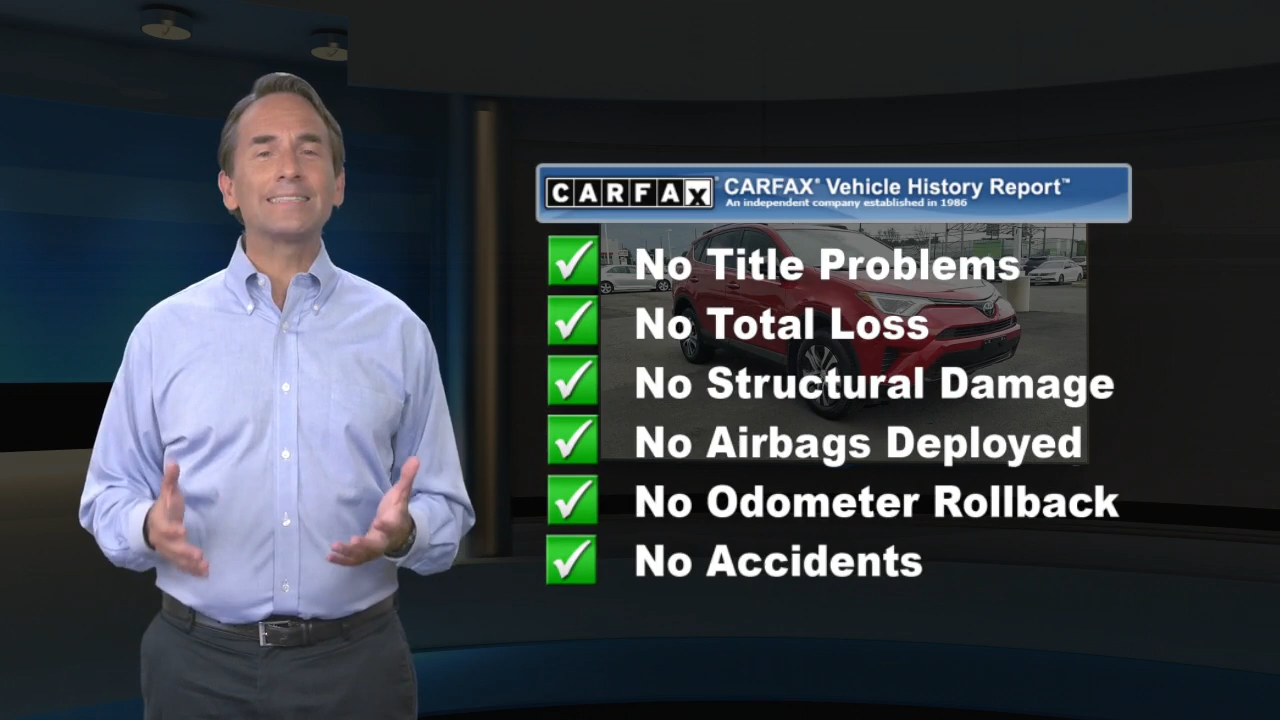 CARFAX® CARFAX® Vehicle History Report™
An independent company established in 1986
No Title Problems
No Total Loss
No Structural Damage
No Airbags Deployed
No Odometer Rollback
No Accidents